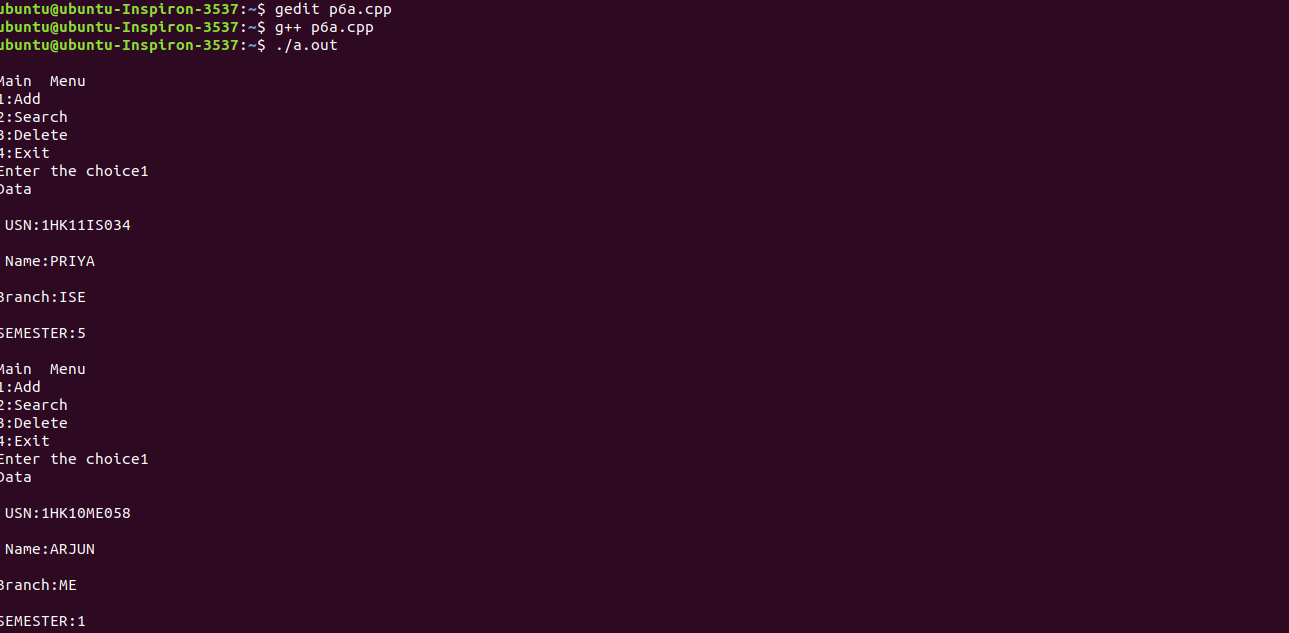 ubuntu@ubuntu-Inspiron-3537:~$ gedit p6a.cpp
ubuntu@ubuntu-Inspiron-3537:~$ g++ p6a.cpp
ubuntu@ubuntu-Inspiron-3537:~$ ./a.out
Main  Menu
1:Add
2:Search
3:Delete
4:Exit
Enter the choice1
Data
USN:1HK11IS034
Name:PRIYA
Branch:ISE
SEMESTER:5
Main  Menu
1:Add
2:Search
3:Delete
4:Exit
Enter the choice1
Data
USN:1HK10ME058
Name:ARJUN
Branch:ME
SEMESTER:1